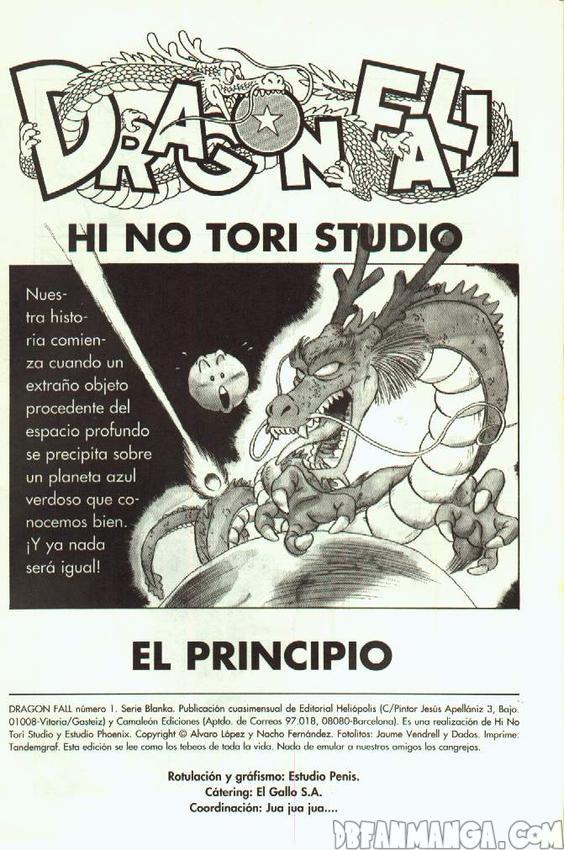 DRAGON FALL
HI NO TORI STUDIO
Nues-
tra histo-
ria comien-
za cuando un
extraño objeto
procedente del
espacio profundo
se precipita sobre
un planeta azul
verdoso que co-
nocemos bien.
¡Y ya nada
será igual!
EL PRINCIPIO
DRAGON FALL número 1. Serie Blanka. Publicación cuasimensual de Editorial Heliópolis (C/Pintor Jesús Apellániz 3, Bajo.
01008-Vitoria/Gasteiz) y Camaleón Ediciones (Aptdo. de Correos 97.018, 08080-Barcelona). Es una realización de Hi No
Tori Studio y Estudio Phoenix. Copyright © Alvaro López y Nacho Fernández. Fotolitos: Jaume Vendrell y Dados. Imprime:
Tandemgraf. Esta edición se lee como los tebeos de toda la vida. Nada de emular a nuestros amigos los cangrejos.
Rotulación y gráfismo: Estudio Penis.
Cátering: El Gallo S.A.
Coordinación: Jua jua jua....
DBFANMANGA.COM